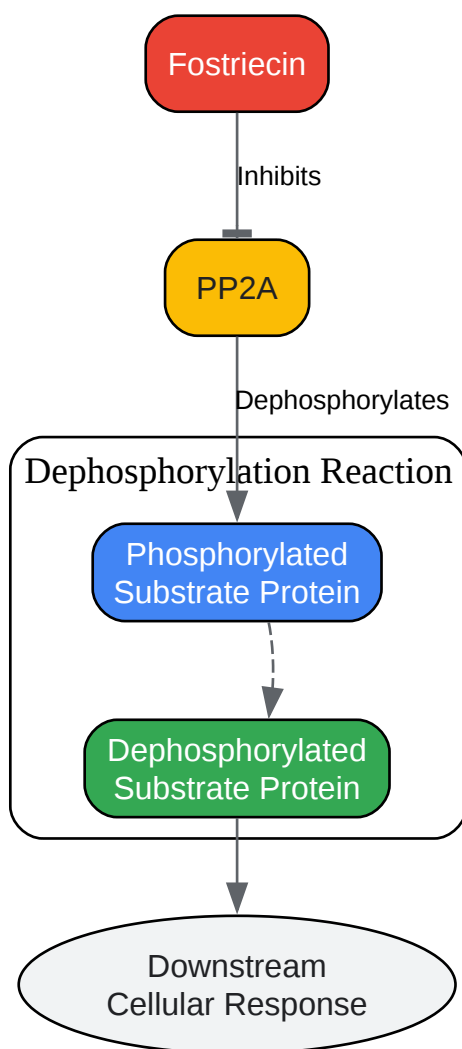 Fostriecin
Inhibits
PP2A
Dephosphorylates
Dephosphorylation Reaction
Phosphorylated
Substrate Protein
Dephosphorylated
Substrate Protein
Downstream
Cellular Response